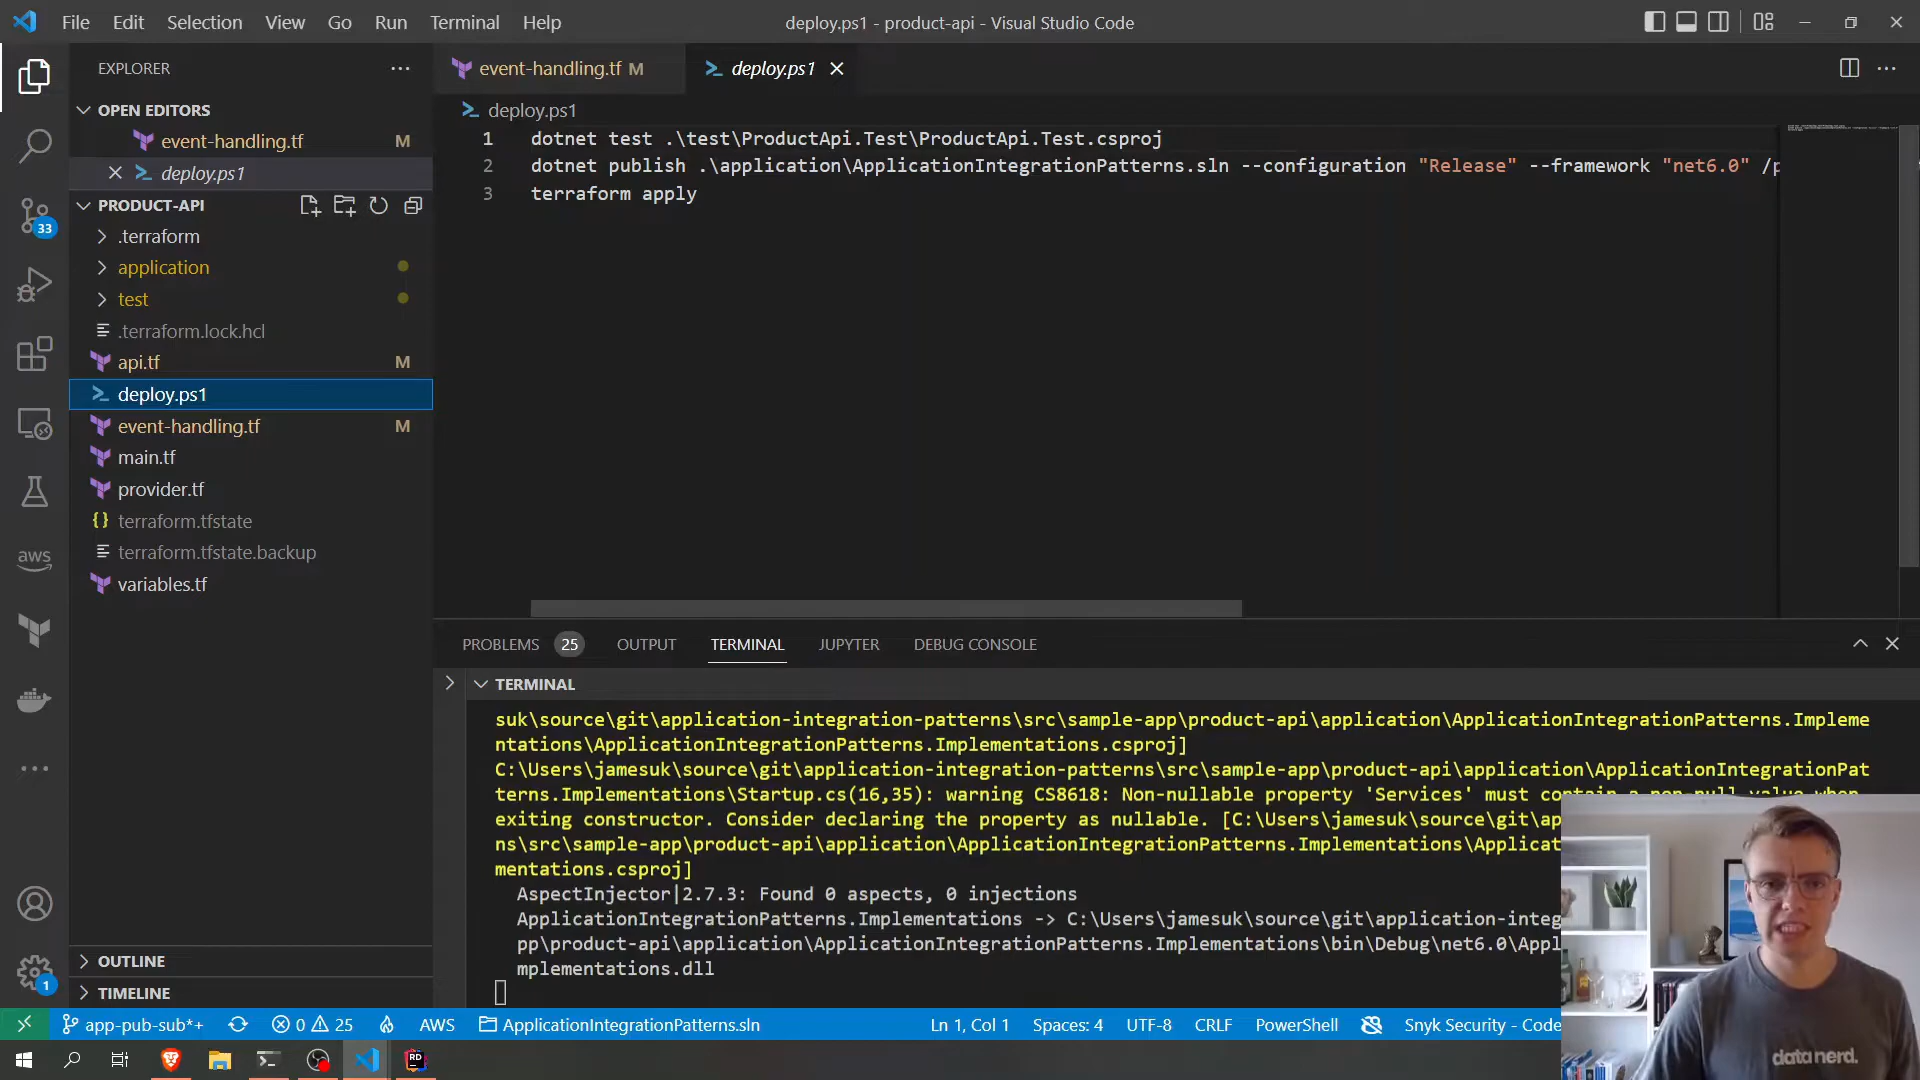 File Edit Selection View Go Run Terminal Help
deploy.ps1 - product-api - Visual Studio Code
EXPLORER
OPEN EDITORS
event-handling.tf M
deploy.ps1
PRODUCT-API
.terraform
application
test
.terraform.lock.hcl
api.tf M
deploy.ps1
event-handling.tf M
main.tf
provider.tf
terraform.tfstate
terraform.tfstate.backup
variables.tf
OUTLINE
TIMELINE
33
aws
1
event-handling.tf M
deploy.ps1
deploy.ps1
1 dotnet test .\test\ProductApi.Test\ProductApi.Test.csproj
2 dotnet publish .\application\ApplicationIntegrationPatterns.sln --configuration "Release" --framework "net6.0" /p
3 terraform apply
PROBLEMS 25 OUTPUT TERMINAL JUPYTER DEBUG CONSOLE
TERMINAL
suk\source\git\application-integration-patterns\src\sample-app\product-api\application\ApplicationIntegrationPatterns.Impleme
ntations\ApplicationIntegrationPatterns.Implementations.csproj]
C:\Users\jamesuk\source\git\application-integration-patterns\src\sample-app\product-api\application\ApplicationIntegrationPat
terns.Implementations\Startup.cs(16,35): warning CS8618: Non-nullable property 'Services' must contain a non-null value when
exiting constructor. Consider declaring the property as nullable. [C:\Users\jamesuk\source\git\ap
ns\src\sample-app\product-api\application\ApplicationIntegrationPatterns.Implementations\Applicat
mentations.csproj]
AspectInjector|2.7.3: Found 0 aspects, 0 injections
ApplicationIntegrationPatterns.Implementations -> C:\Users\jamesuk\source\git\application-integ
pp\product-api\application\ApplicationIntegrationPatterns.Implementations\bin\Debug\net6.0\Appl
mplementations.dll
app-pub-sub*+ 0 25 AWS ApplicationIntegrationPatterns.sln Ln 1, Col 1 Spaces: 4 UTF-8 CRLF PowerShell Snyk Security - Code
RD
data nerd.